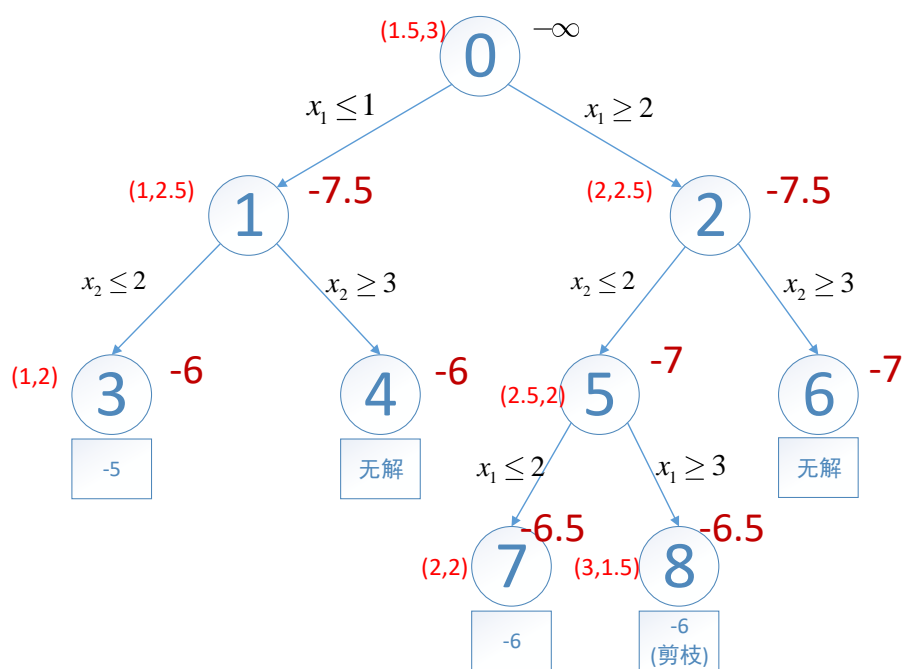 (1.5,3) 0 −∞
x₁ ≤ 1 x₁ ≥ 2
(1,2.5) 1 -7.5 (2,2.5) 2 -7.5
x₂ ≤ 2 x₂ ≥ 3 x₂ ≤ 2 x₂ ≥ 3
(1,2) 3 -6 4 -6 (2.5,2) 5 -7 6 -7
-5 无解 x₁ ≤ 2 x₁ ≥ 3 无解
(2,2) 7 -6.5 (3,1.5) 8 -6.5
-6 -6
(剪枝)